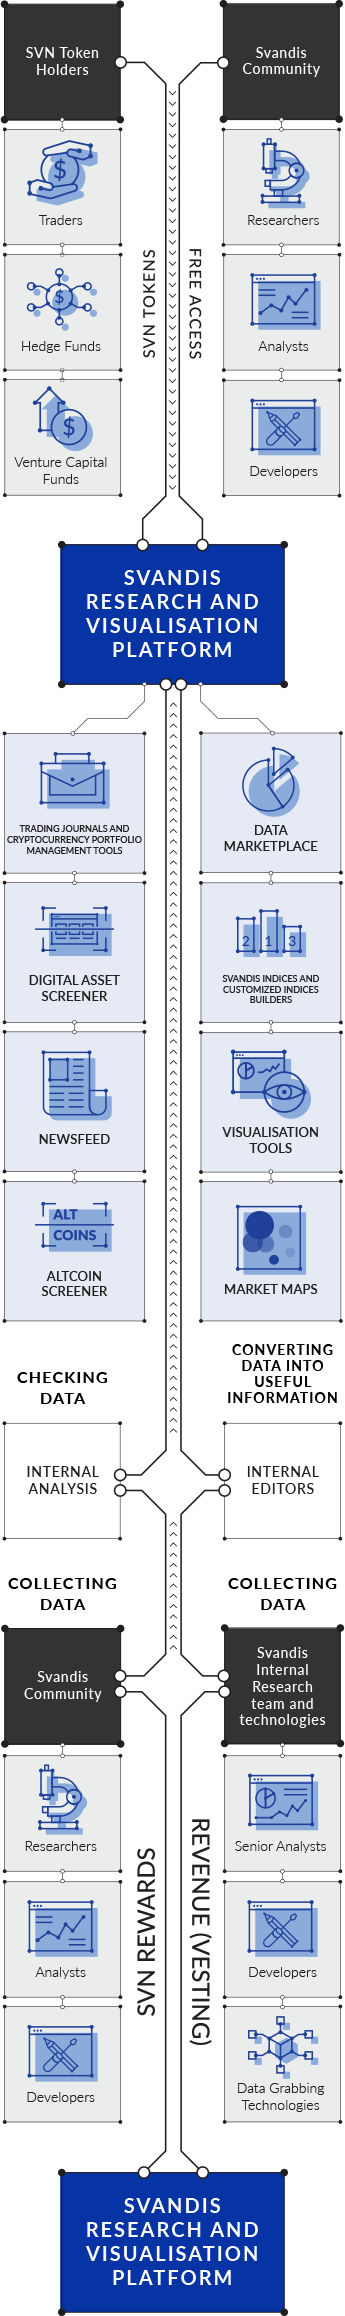 SVN Token
Holders
Svandis
Community
Traders
Researchers
Hedge Funds
Analysts
Venture Capital
Funds
Developers
SVN TOKENS
FREE ACCESS
SVANDIS
RESEARCH AND
VISUALISATION
PLATFORM
TRADING JOURNALS AND
CRYPTOCURRENCY PORTFOLIO
MANAGEMENT TOOLS
DATA
MARKETPLACE
DIGITAL ASSET
SCREENER
2 1 3
SVANDIS INDICES AND
CUSTOMIZED INDICES
BUILDERS
NEWSFEED
VISUALISATION
TOOLS
ALT
COINS
ALTCOIN
SCREENER
MARKET MAPS
CHECKING
DATA
CONVERTING
DATA INTO
USEFUL
INFORMATION
INTERNAL
ANALYSIS
INTERNAL
EDITORS
COLLECTING
DATA
COLLECTING
DATA
Svandis
Community
Svandis
Internal
Research
team and
technologies
Researchers
Senior Analysts
Analysts
Developers
Developers
Data Grabbing
Technologies
SVN REWARDS
REVENUE (VESTING)
SVANDIS
RESEARCH AND
VISUALISATION
PLATFORM